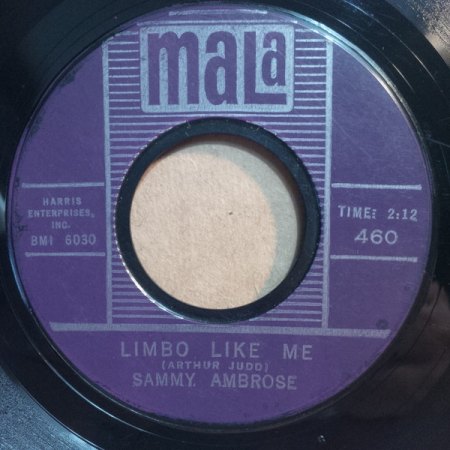 mala
HARRIS
ENTERPRISES,
INC.
BMI 6030
TIME: 2:12
460
LIMBO LIKE ME
(ARTHUR JUDD)
SAMMY AMBROSE